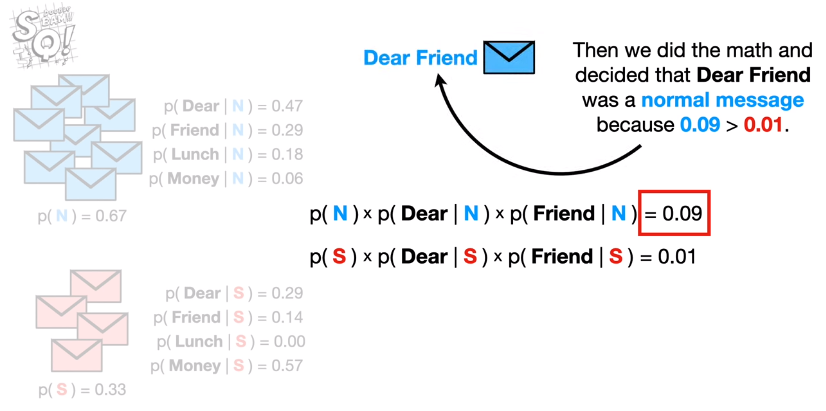 SQ!
Dear Friend
Then we did the math and
decided that Dear Friend
was a normal message
because 0.09 > 0.01.
p( Dear | N ) = 0.47
p( Friend | N ) = 0.29
p( Lunch | N ) = 0.18
p( Money | N ) = 0.06
p( N ) = 0.67
p( N ) x p( Dear | N ) x p( Friend | N ) = 0.09
p( S ) x p( Dear | S ) x p( Friend | S ) = 0.01
p( Dear | S ) = 0.29
p( Friend | S ) = 0.14
p( Lunch | S ) = 0.00
p( Money | S ) = 0.57
p( S ) = 0.33